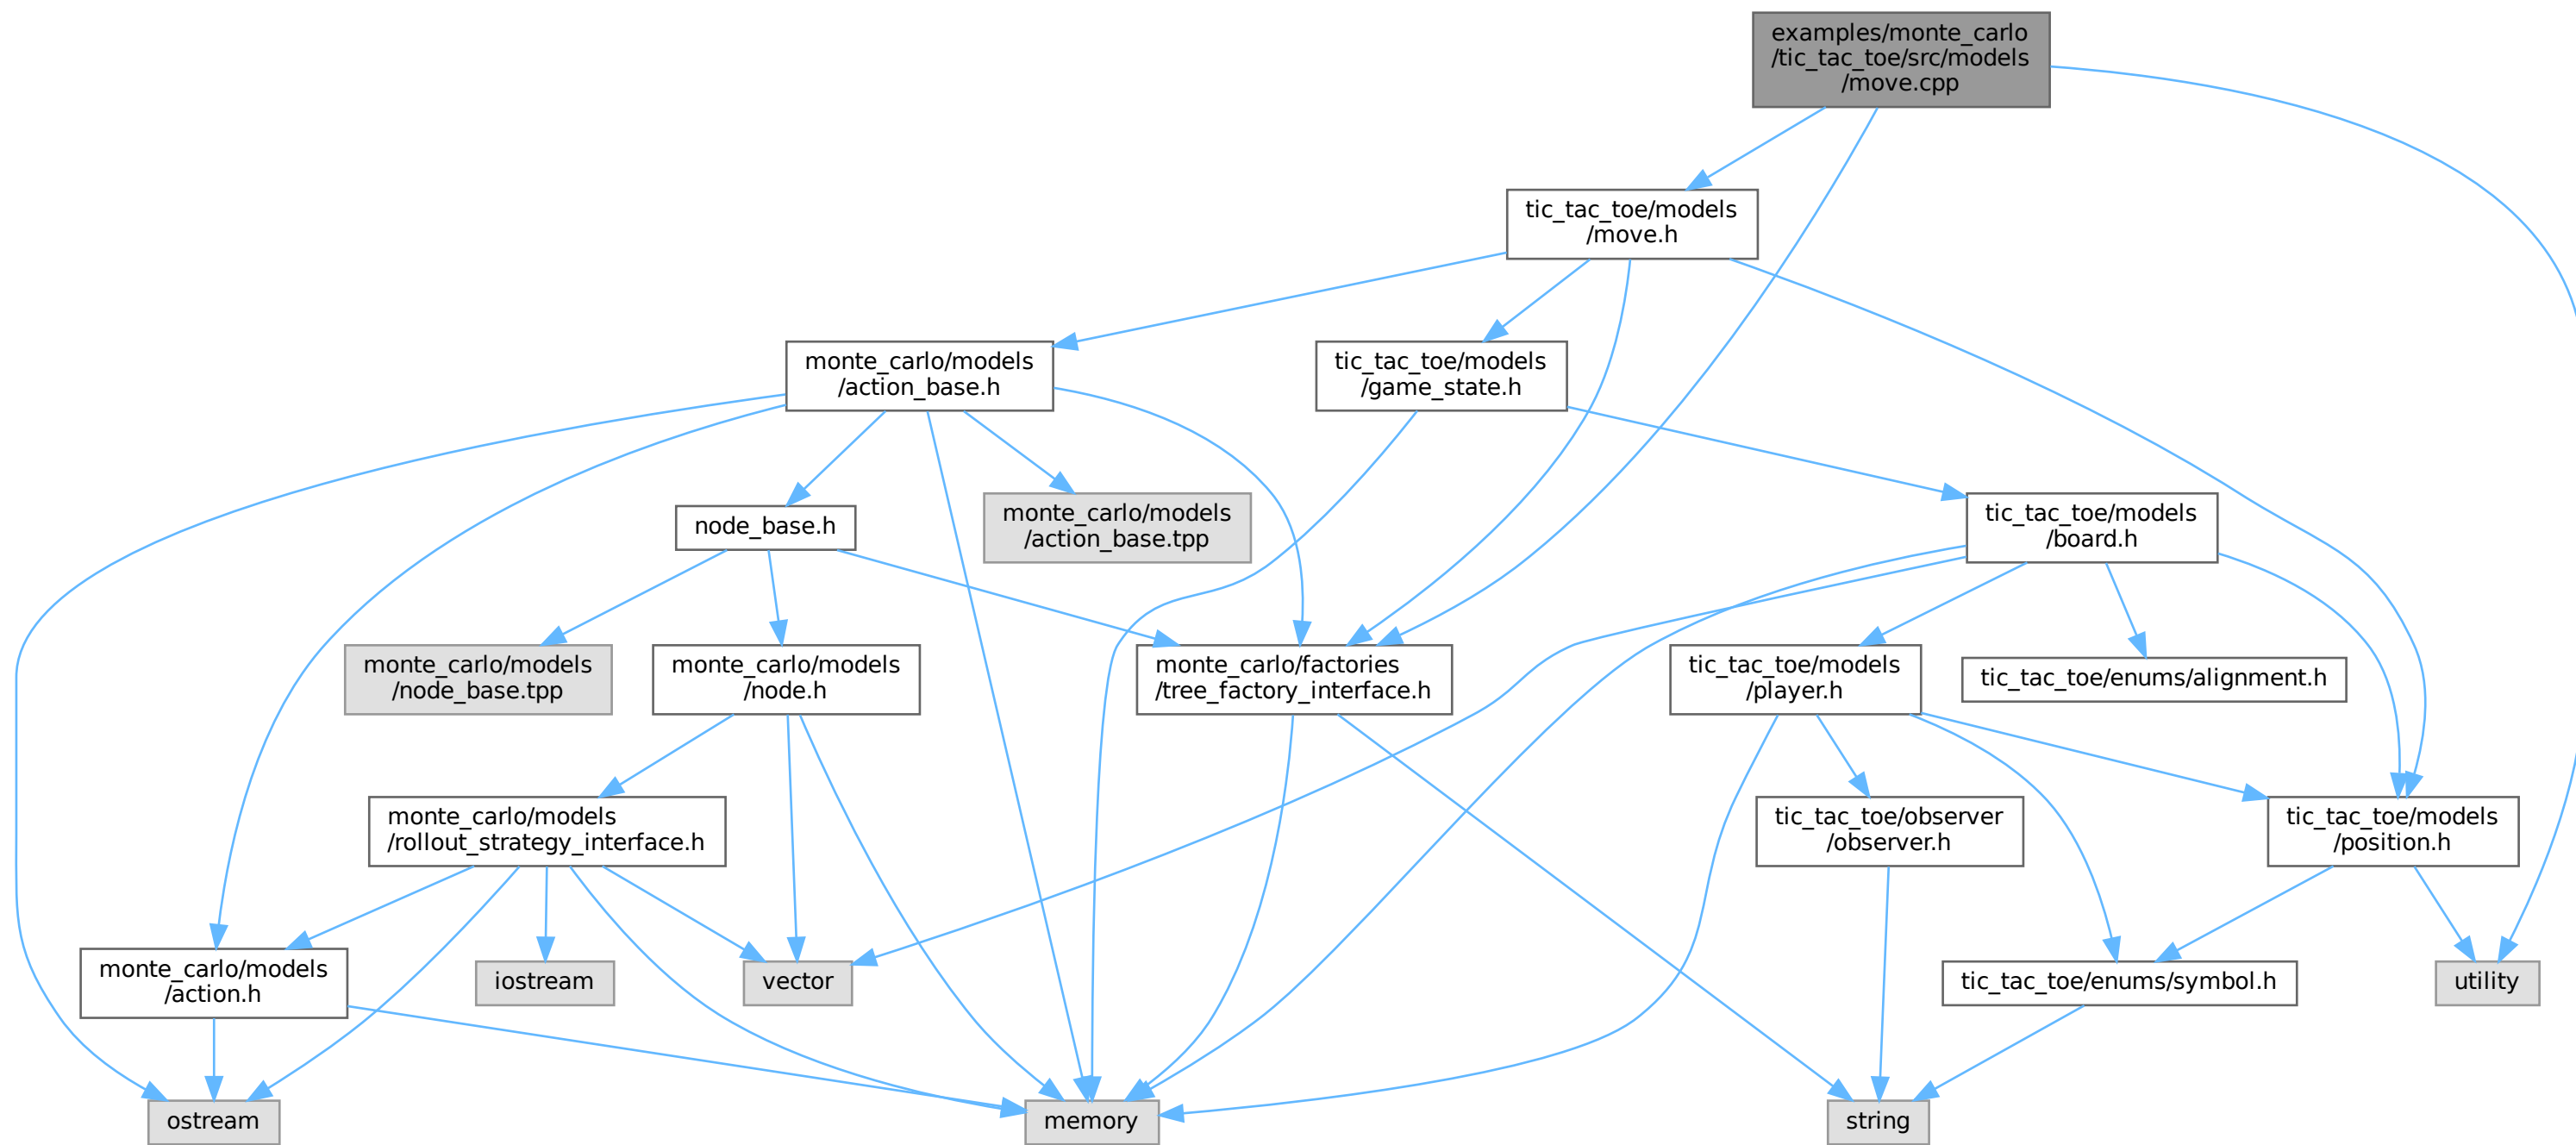 examples/monte_carlo
/tic_tac_toe/src/models
/move.cpp
tic_tac_toe/models
/move.h
monte_carlo/models
/action_base.h
tic_tac_toe/models
/game_state.h
node_base.h
monte_carlo/models
/action_base.tpp
tic_tac_toe/models
/board.h
monte_carlo/models
/node_base.tpp
monte_carlo/models
/node.h
monte_carlo/factories
/tree_factory_interface.h
tic_tac_toe/models
/player.h
tic_tac_toe/enums/alignment.h
monte_carlo/models
/rollout_strategy_interface.h
tic_tac_toe/observer
/observer.h
tic_tac_toe/models
/position.h
monte_carlo/models
/action.h
iostream
vector
tic_tac_toe/enums/symbol.h
utility
ostream
memory
string